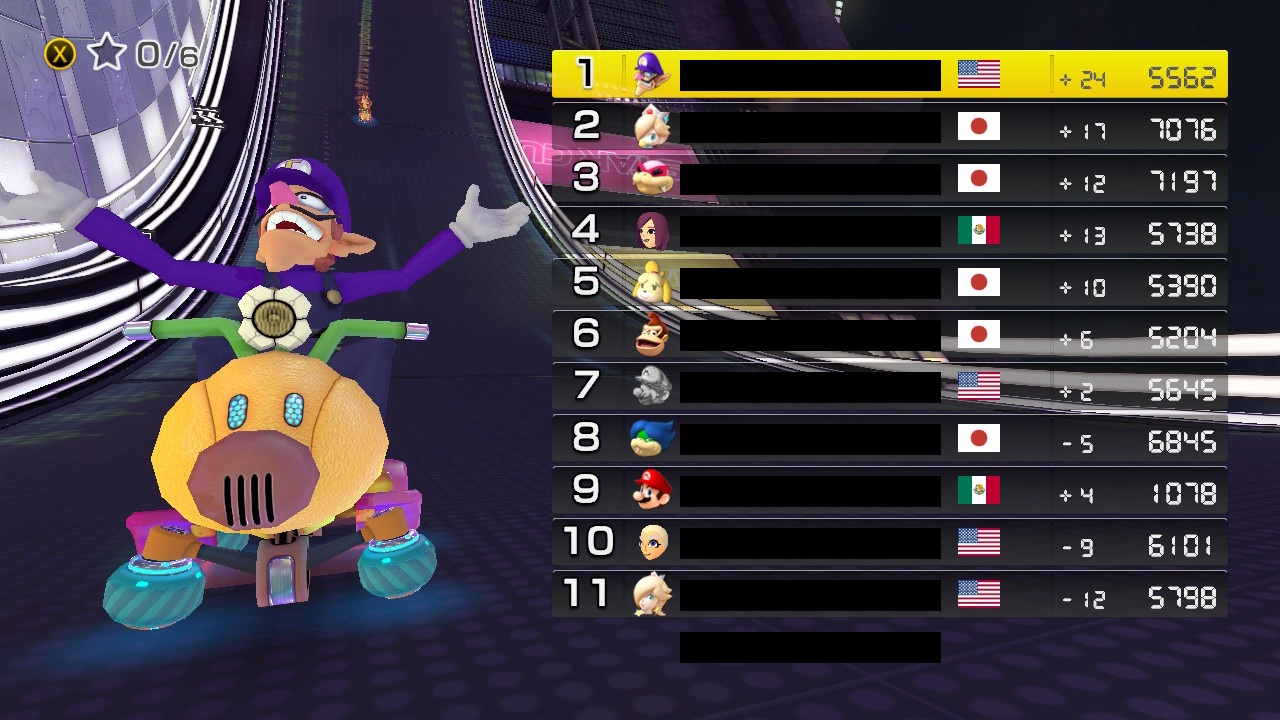 X 0/6
1 + 24 5562
2 + 17 7076
3 + 12 7197
4 + 13 5738
5 + 10 5390
6 + 6 5204
7 + 2 5645
8 - 5 6845
9 + 4 1078
10 - 9 6101
11 - 12 5798